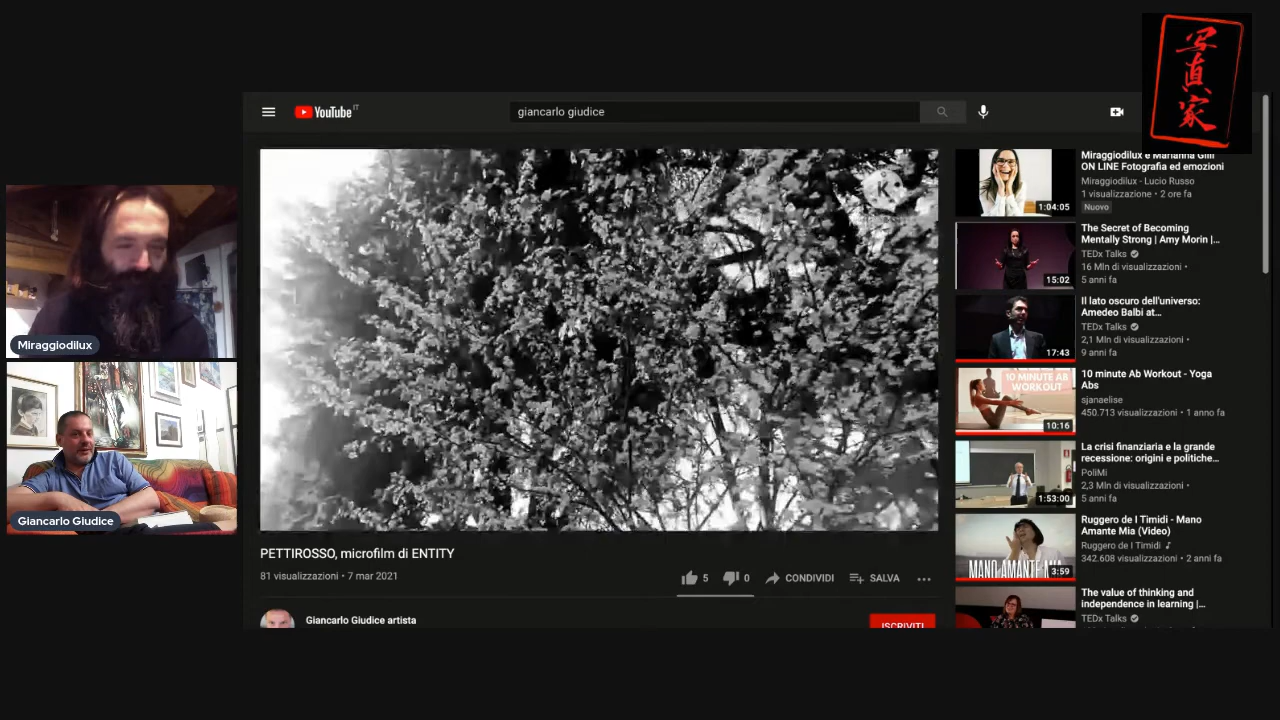 YouTube IT
giancarlo giudice
写
真
家
K
Miraggiodilux
Giancarlo Giudice
PETTIROSSO, microfilm di ENTITY
81 visualizzazioni • 7 mar 2021
5
0
CONDIVIDI
SALVA
Giancarlo Giudice artista
ISCRIVITI
Miraggiodilux e Marianna
ON LINE Fotografia ed emozioni
Miraggiodilux - Lucio Russo
1 visualizzazione • 2 ore fa
Nuovo
1:04:05
The Secret of Becoming
Mentally Strong | Amy Morin |...
TEDx Talks
16 Mln di visualizzazioni •
5 anni fa
15:02
Il lato oscuro dell'universo:
Amedeo Balbi at...
TEDx Talks
2,1 Mln di visualizzazioni •
9 anni fa
17:43
10 MINUTE AB
WORKOUT
10:16
10 minute Ab Workout - Yoga
Abs
sjanaelise
450.713 visualizzazioni • 1 anno fa
La crisi finanziaria e la grande
recessione: origini e politiche...
PoliMi
2,3 Mln di visualizzazioni •
5 anni fa
1:53:00
Ruggero de I Timidi - Mano
Amante Mia (Video)
Ruggero de I Timidi
342.608 visualizzazioni • 2 anni fa
MANO AMANTE MIA
3:59
The value of thinking and
independence in learning |...
TEDx Talks